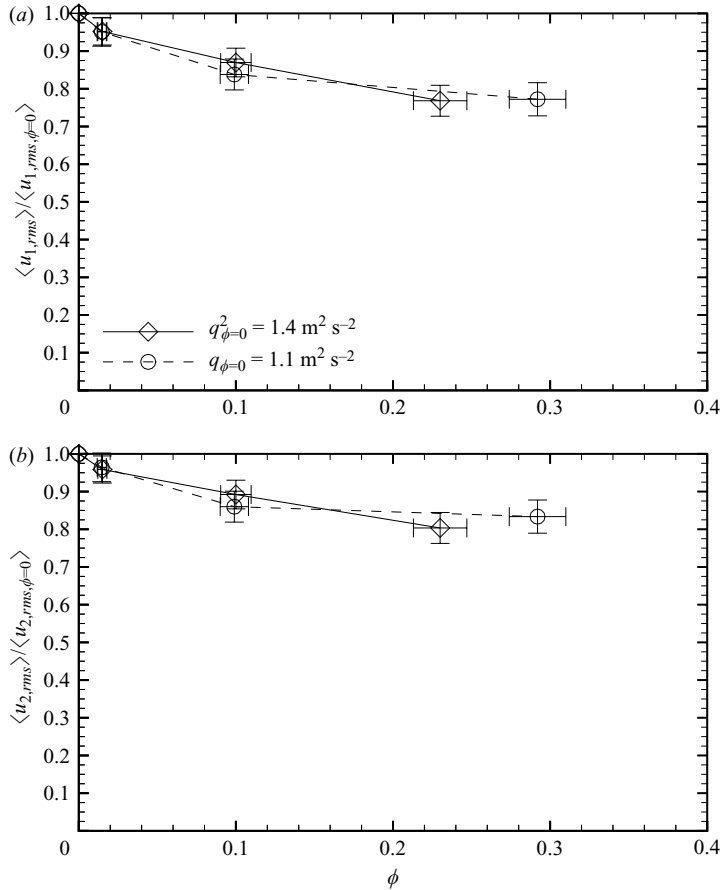 (a)
1.0
0.9
0.8
0.7
0.6
0.5
0.4
0.3
0.2
0.1
⟨u1,rms⟩/⟨u1,rms,ϕ=0⟩
q²ϕ=0 = 1.4 m² s⁻²
qϕ=0 = 1.1 m² s⁻²
0 0.1 0.2 0.3 0.4
(b)
1.0
0.9
0.8
0.7
0.6
0.5
0.4
0.3
0.2
0.1
⟨u2,rms⟩/⟨u2,rms,ϕ=0⟩
0 0.1 0.2 0.3 0.4
ϕ